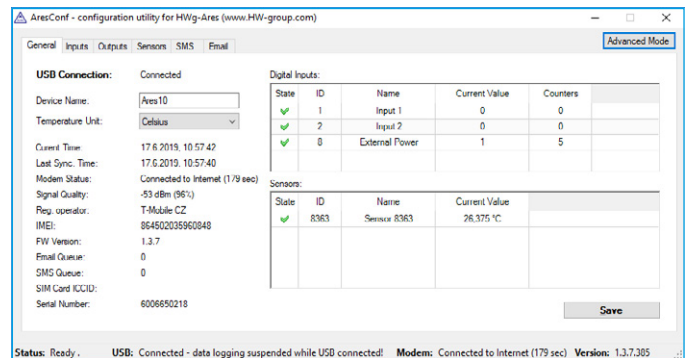 AresConf - configuration utility for HWg-Ares (www.HW-group.com)
Advanced Mode
General Inputs Outputs Sensors SMS Email
USB Connection: Connected
Device Name: Ares10
Temperature Unit: Celsius
Curent Time: 17.6.2019, 10:57:42
Last Sync. Time: 17.6.2019, 10:57:40
Modem Status: Connected to Internet (179 sec)
Signal Quality: -53 dBm (96%)
Reg. operator: T-Mobile CZ
IMEI: 864502035960848
FW Version: 1.3.7
Email Queue: 0
SMS Queue: 0
SIM Card ICCID:
Serial Number: 6006650218
Digital Inputs:
State ID Name Current Value Counters
1 Input 1 0 0
2 Input 2 0 0
8 External Power 1 5
Sensors:
State ID Name Current Value
8363 Sensor 8363 26,375 °C
Save
Status: Ready. USB: Connected - data logging suspended while USB connected! Modem: Connected to Internet (179 sec) Version: 1.3.7.385